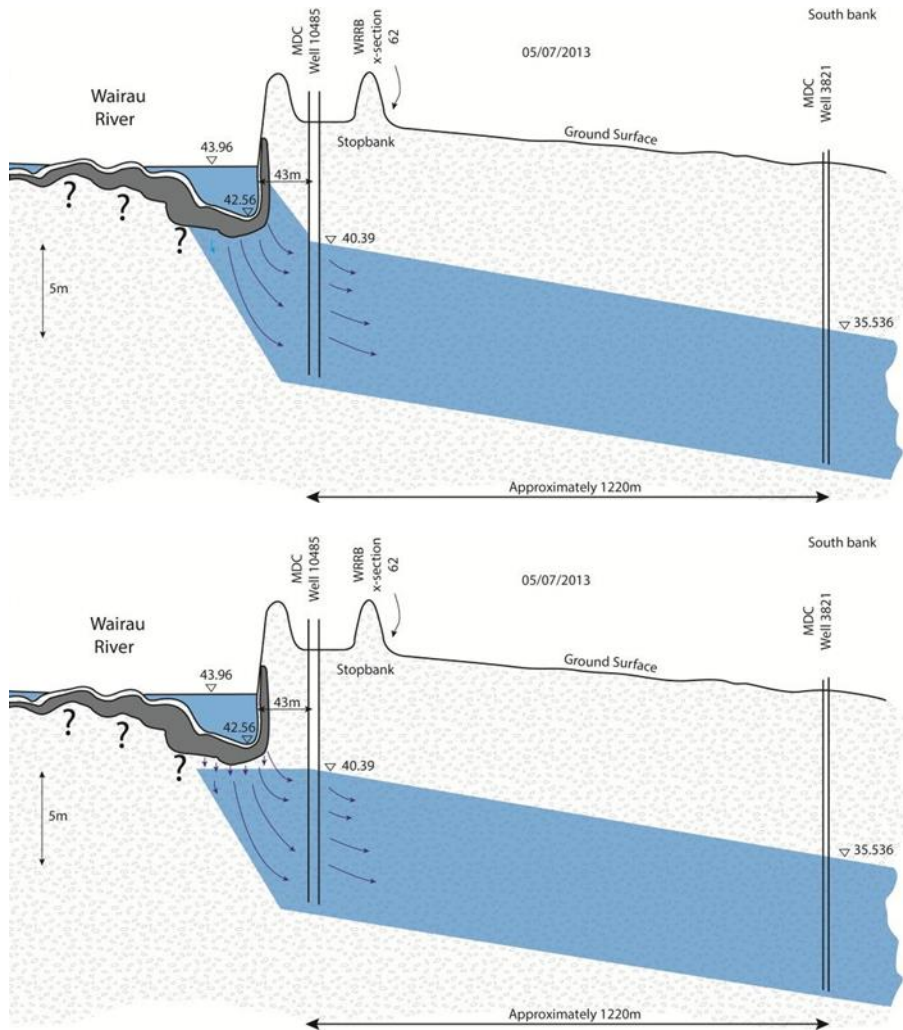 South bank
MDC
Well 10485
WRRB
x-section
62
05/07/2013
MDC
Well 3821
Wairau
River
Stopbank
Ground Surface
43.96
43m
42.56
?
?
?
40.39
5m
35.536
Approximately 1220m
South bank
MDC
Well 10485
WRRB
x-section
62
05/07/2013
MDC
Well 3821
Wairau
River
Stopbank
Ground Surface
43.96
43m
42.56
?
?
?
40.39
5m
35.536
Approximately 1220m